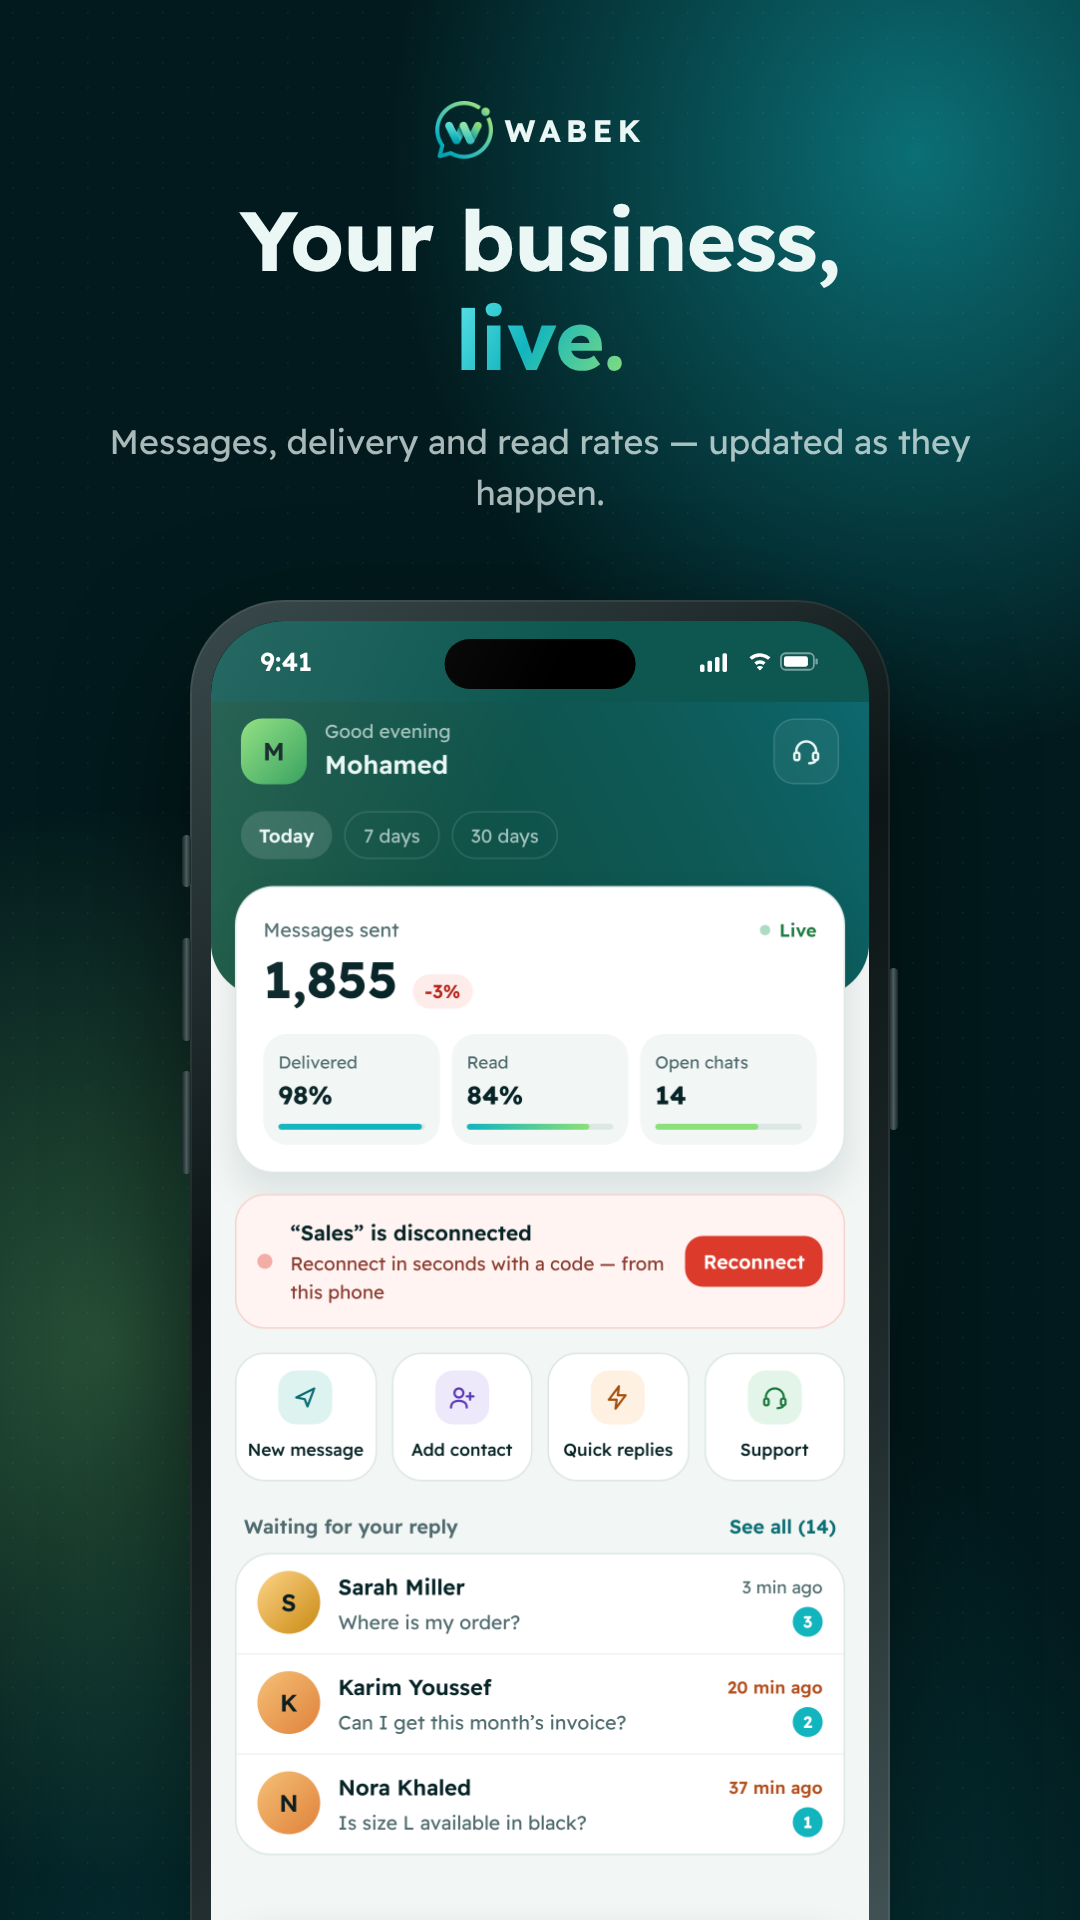 WABEK
Your business,
live.
Messages, delivery and read rates — updated as they
happen.
9:41
M
Good evening
Mohamed
Today
7 days
30 days
Messages sent
Live
1,855
-3%
Delivered
98%
Read
84%
Open chats
14
“Sales” is disconnected
Reconnect in seconds with a code — from
this phone
Reconnect
New message
Add contact
Quick replies
Support
Waiting for your reply
See all (14)
S
Sarah Miller
3 min ago
Where is my order?
3
K
Karim Youssef
20 min ago
Can I get this month’s invoice?
2
N
Nora Khaled
37 min ago
Is size L available in black?
1